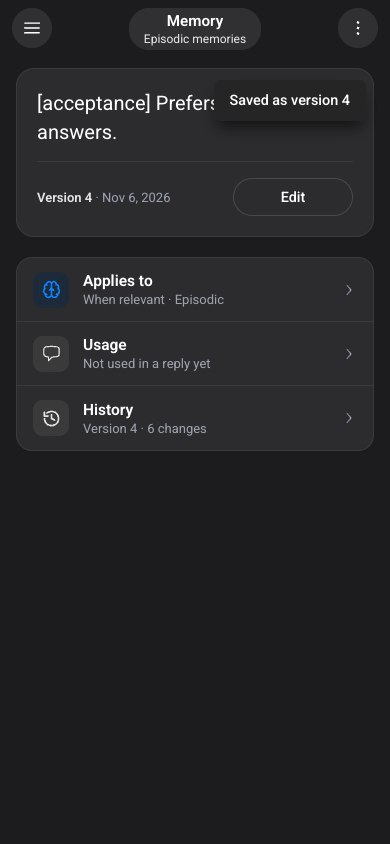 Memory
Episodic memories
[acceptance] Prefers
answers.
Saved as version 4
Version 4 · Nov 6, 2026
Edit
Applies to
When relevant · Episodic
Usage
Not used in a reply yet
History
Version 4 · 6 changes